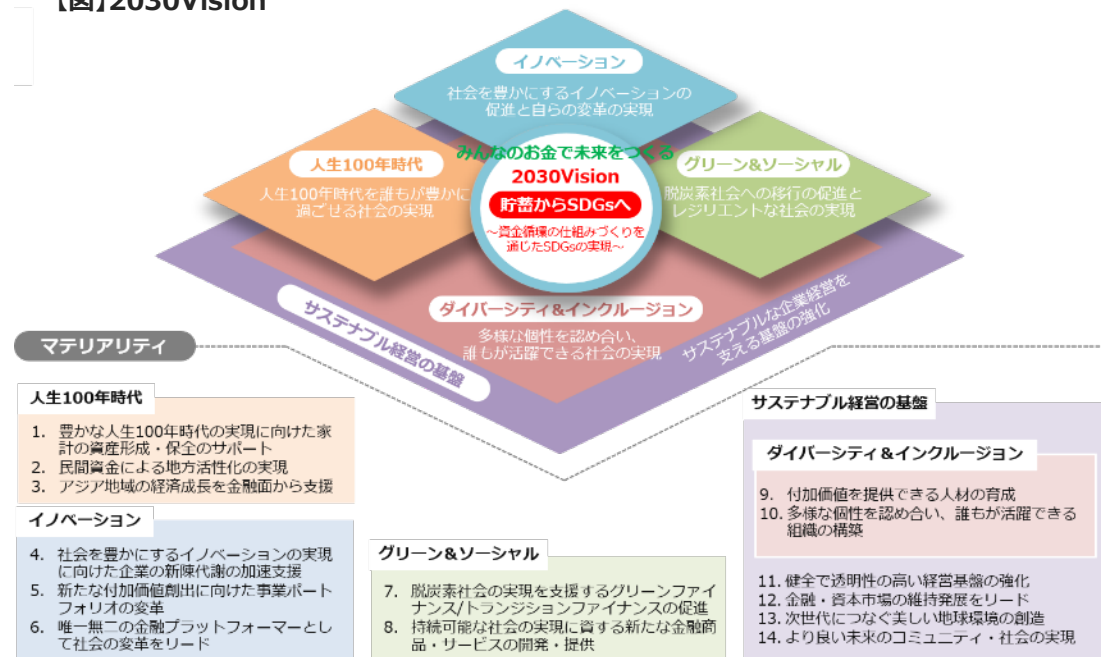 【図】2030Vision
イノベーション
社会を豊かにするイノベーションの
促進と自らの変革の実現
人生100年時代
人生100年時代を誰もが豊かに
過ごせる社会の実現
みんなのお金で未来をつくる
2030Vision
貯蓄からSDGsへ
～資金循環の仕組みづくりを
通じたSDGsの実現～
グリーン&ソーシャル
脱炭素社会への移行の促進と
レジリエントな社会の実現
ダイバーシティ&インクルージョン
多様な個性を認め合い、
誰もが活躍できる社会の実現
サステナブル経営の基盤
サステナブルな企業経営を
支える基盤の強化
マテリアリティ
人生100年時代
1. 豊かな人生100年時代の実現に向けた家
計の資産形成・保全のサポート
2. 民間資金による地方活性化の実現
3. アジア地域の経済成長を金融面から支援
イノベーション
4. 社会を豊かにするイノベーションの実現
に向けた企業の新陳代謝の加速支援
5. 新たな付加価値創出に向けた事業ポート
フォリオの変革
6. 唯一無二の金融プラットフォーマーとし
て社会の変革をリード
グリーン&ソーシャル
7. 脱炭素社会の実現を支援するグリーンファイ
ナンス/トランジションファイナンスの促進
8. 持続可能な社会の実現に資する新たな金融商
品・サービスの開発・提供
サステナブル経営の基盤
ダイバーシティ&インクルージョン
9. 付加価値を提供できる人材の育成
10. 多様な個性を認め合い、誰もが活躍できる
組織の構築
11. 健全で透明性の高い経営基盤の強化
12. 金融・資本市場の維持発展をリード
13. 次世代につなぐ美しい地球環境の創造
14. より良い未来のコミュニティ・社会の実現